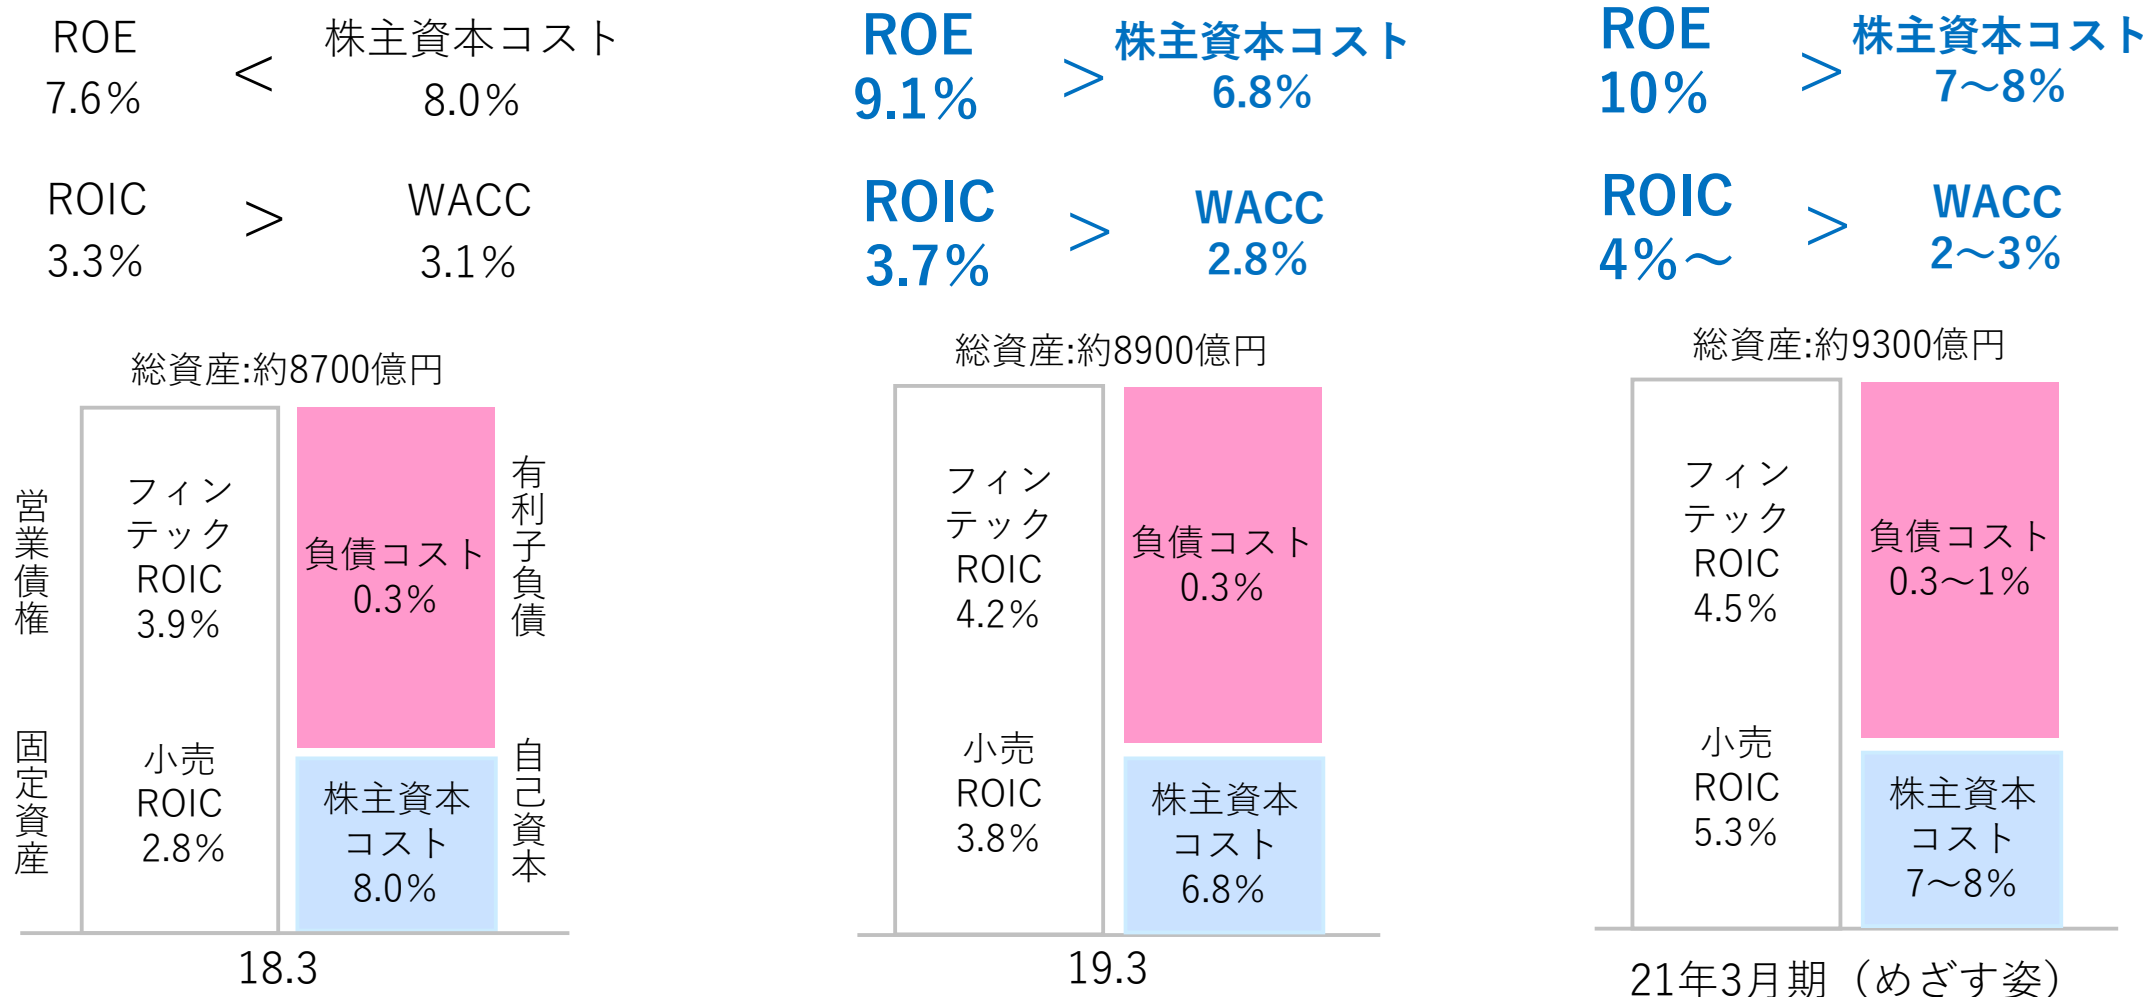 ROE
7.6%
<
株主資本コスト
8.0%
ROIC
3.3%
>
WACC
3.1%
総資産:約8700億円
営業債権
固定資産
フィン
テック
ROIC
3.9%
小売
ROIC
2.8%
負債コスト
0.3%
株主資本
コスト
8.0%
有利子負債
自己資本
18.3
ROE
9.1%
>
株主資本コスト
6.8%
ROIC
3.7%
>
WACC
2.8%
総資産:約8900億円
フィン
テック
ROIC
4.2%
小売
ROIC
3.8%
負債コスト
0.3%
株主資本
コスト
6.8%
19.3
ROE
10%
>
株主資本コスト
7～8%
ROIC
4%～
>
WACC
2～3%
総資産:約9300億円
フィン
テック
ROIC
4.5%
小売
ROIC
5.3%
負債コスト
0.3～1%
株主資本
コスト
7～8%
21年3月期（めざす姿）